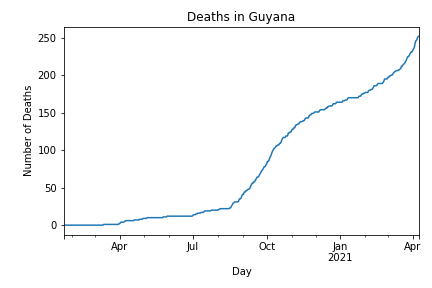 Deaths in Guyana
Number of Deaths
250
200
150
100
50
0
Apr
Jul
Oct
Jan
2021
Apr
Day